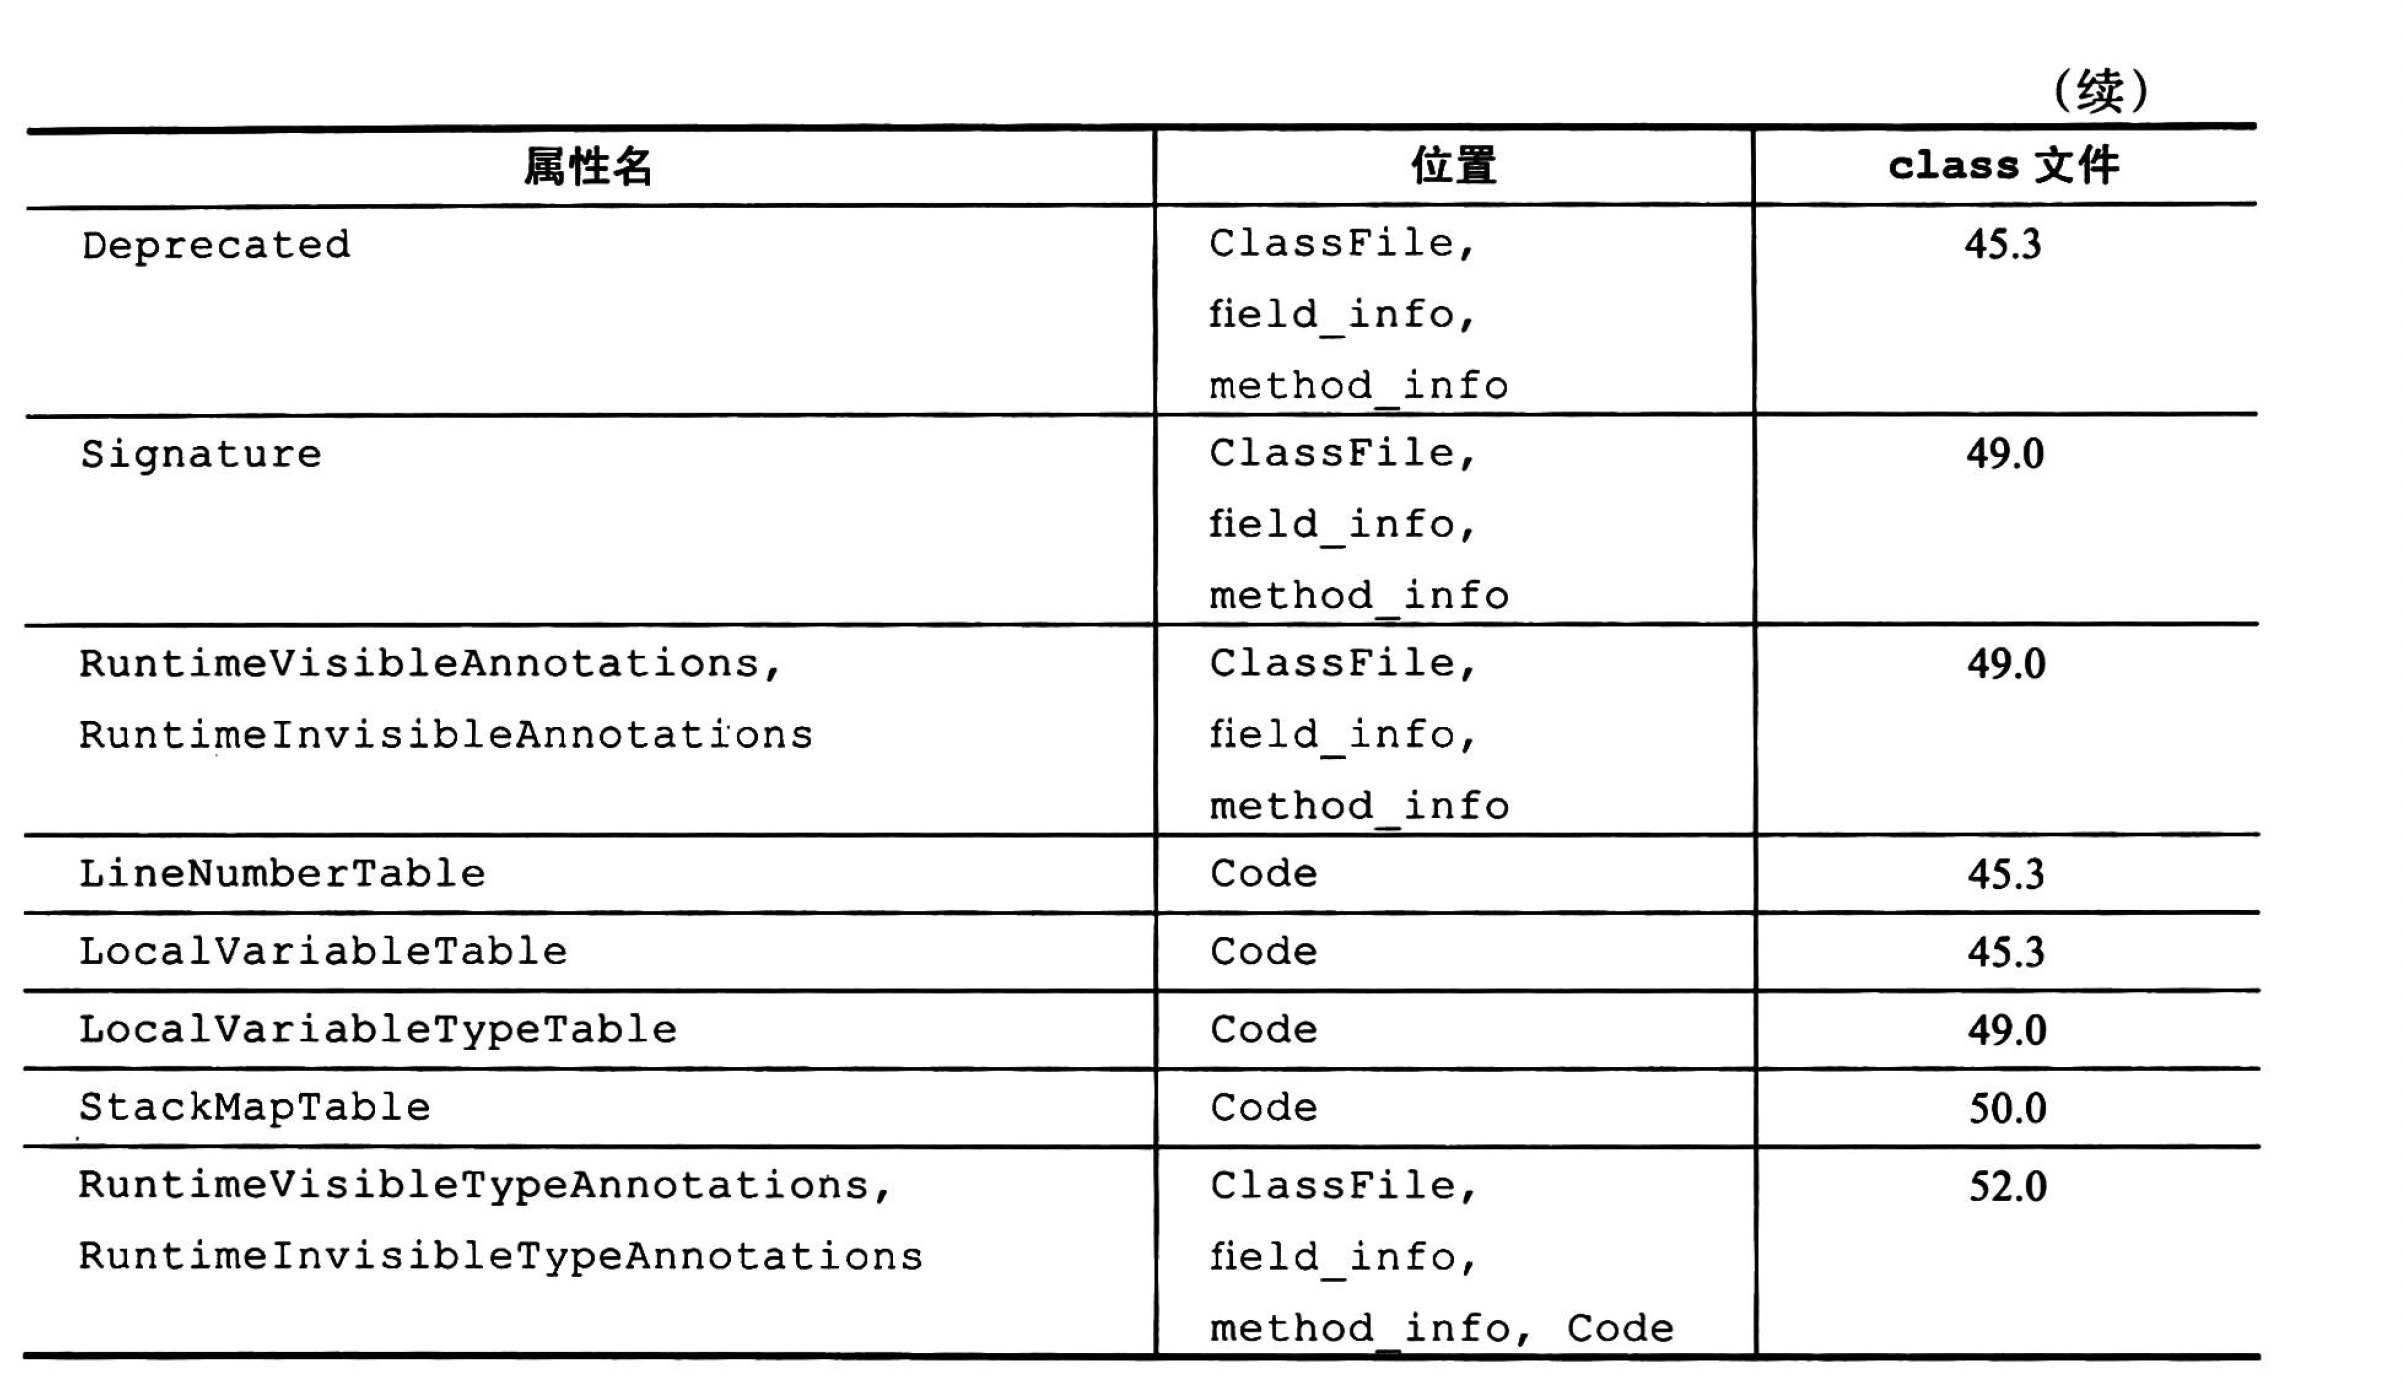 (续)
属性名 位置 class 文件
Deprecated ClassFile, 45.3
field_info,
method_info
Signature ClassFile, 49.0
field_info,
method_info
RuntimeVisibleAnnotations, ClassFile, 49.0
RuntimeInvisibleAnnotations field_info,
method_info
LineNumberTable Code 45.3
LocalVariableTable Code 45.3
LocalVariableTypeTable Code 49.0
StackMapTable Code 50.0
RuntimeVisibleTypeAnnotations, ClassFile, 52.0
RuntimeInvisibleTypeAnnotations field_info,
method_info, Code